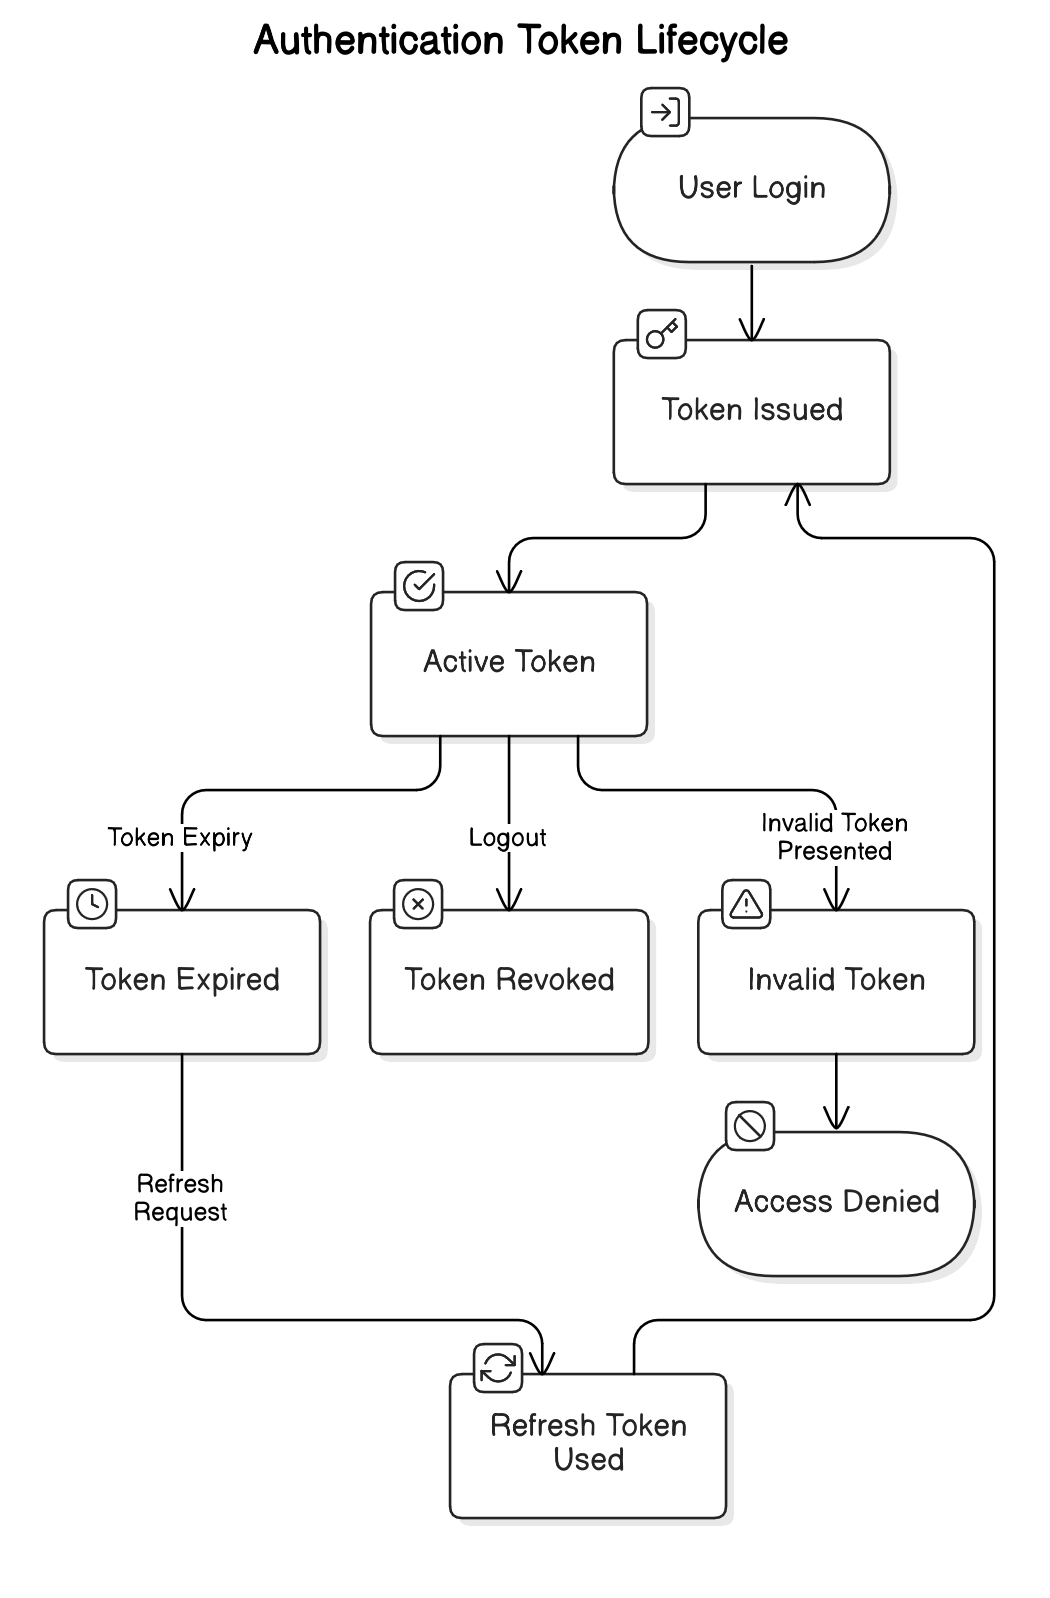 Authentication Token Lifecycle
User Login
Token Issued
Active Token
Token Expiry
Logout
Invalid Token
Presented
Token Expired
Token Revoked
Invalid Token
Refresh
Request
Access Denied
Refresh Token
Used